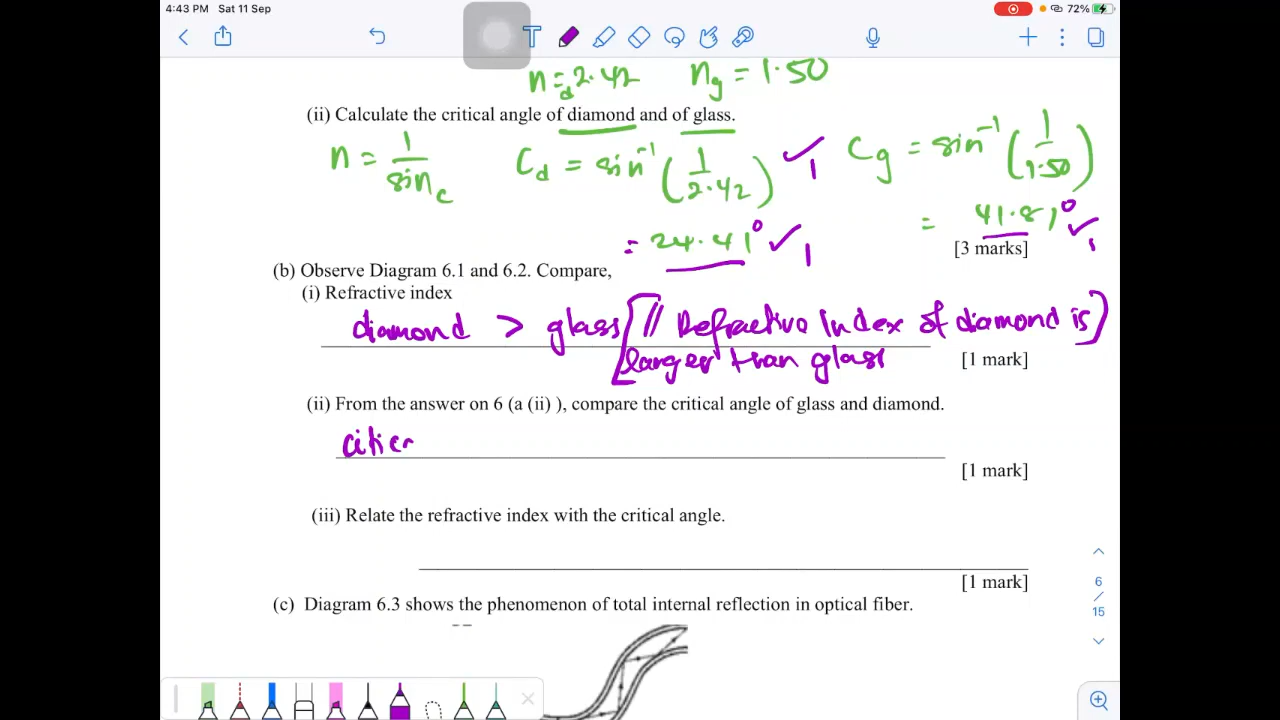 4:43 PM Sat 11 Sep
72%
T
n_d = 2.42 n_g = 1.50
(ii) Calculate the critical angle of diamond and of glass.
n = 1/sin n_c C_d = sin⁻¹ (1/2.42) ✓1 C_g = sin⁻¹ (1/1.50)
= 24.41° ✓1 = 41.81° ✓1
[3 marks]
(b) Observe Diagram 6.1 and 6.2. Compare,
(i) Refractive index
diamond > glass [// Refractive index of diamond is
larger than glass]
[1 mark]
(ii) From the answer on 6 (a (ii) ), compare the critical angle of glass and diamond.
citicr
[1 mark]
(iii) Relate the refractive index with the critical angle.
[1 mark]
(c) Diagram 6.3 shows the phenomenon of total internal reflection in optical fiber.
6
/
15